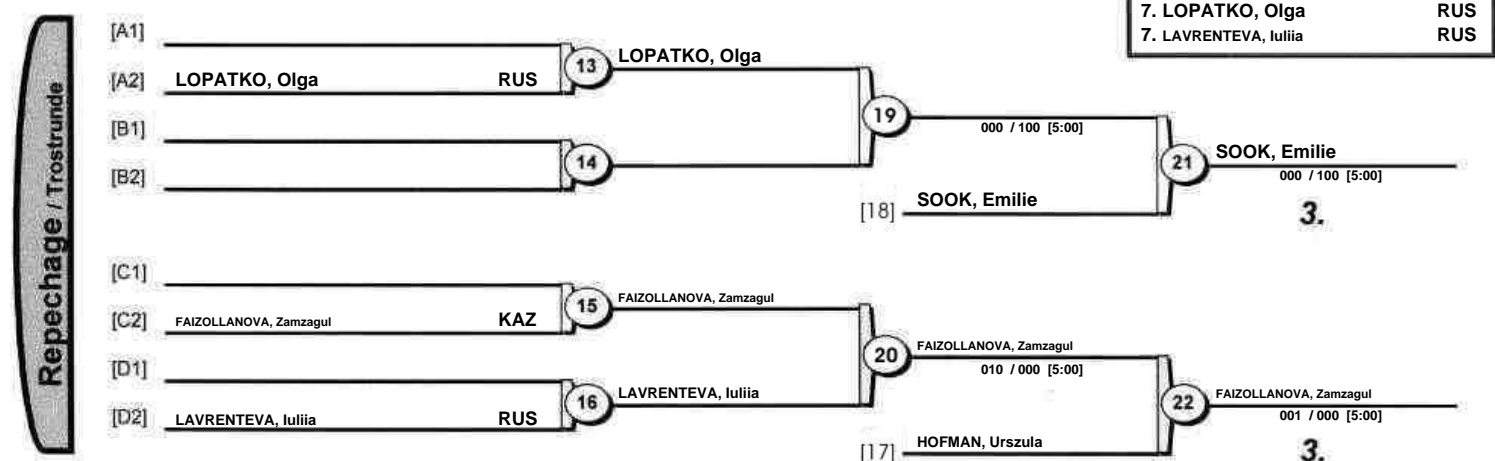 7. LOPATKO, Olga RUS
7. LAVRENTEVA, Iuliia RUS
Repechage / Trostrunde
[A1]
13 LOPATKO, Olga
[A2] LOPATKO, Olga RUS
19
000 / 100 [5:00]
[B1]
14
[B2]
21 SOOK, Emilie
000 / 100 [5:00]
[18] SOOK, Emilie
3.
[C1]
15 FAIZOLLANOVA, Zamzagul
[C2] FAIZOLLANOVA, Zamzagul KAZ
20 FAIZOLLANOVA, Zamzagul
010 / 000 [5:00]
[D1]
16 LAVRENTEVA, Iuliia
[D2] LAVRENTEVA, Iuliia RUS
22 FAIZOLLANOVA, Zamzagul
001 / 000 [5:00]
[17] HOFMAN, Urszula
3.